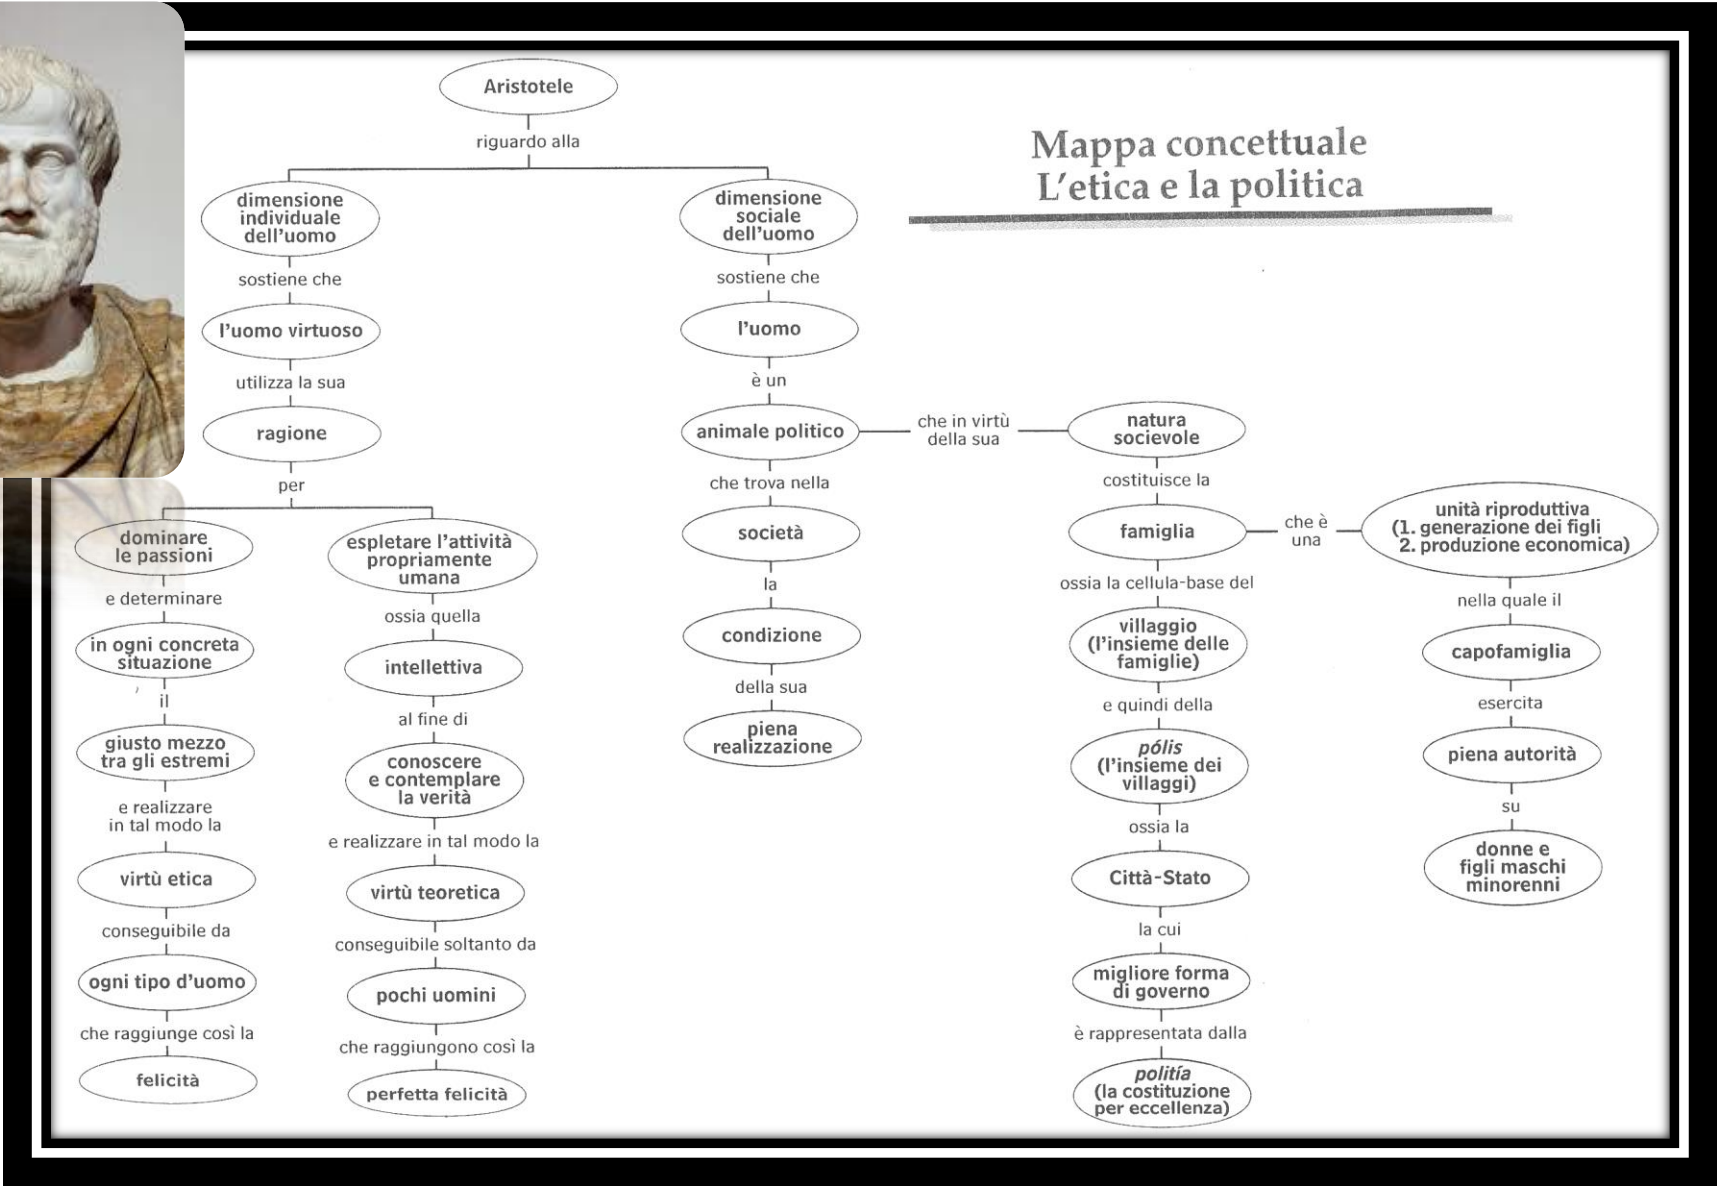 Mappa concettuale
L'etica e la politica
Aristotele
riguardo alla
dimensione
individuale
dell'uomo
sostiene che
l'uomo virtuoso
utilizza la sua
ragione
per
dominare
le passioni
e determinare
in ogni concreta
situazione
il
giusto mezzo
tra gli estremi
e realizzare
in tal modo la
virtù etica
conseguibile da
ogni tipo d'uomo
che raggiunge così la
felicità
espletare l'attività
propriamente
umana
ossia quella
intellettiva
al fine di
conoscere
e contemplare
la verità
e realizzare in tal modo la
virtù teoretica
conseguibile soltanto da
pochi uomini
che raggiungono così la
perfetta felicità
dimensione
sociale
dell'uomo
sostiene che
l'uomo
è un
animale politico
che trova nella
società
la
condizione
della sua
piena
realizzazione
che in virtù
della sua
natura
socievole
costituisce la
famiglia
ossia la cellula-base del
villaggio
(l'insieme delle
famiglie)
e quindi della
pólis
(l'insieme dei
villaggi)
ossia la
Città-Stato
la cui
migliore forma
di governo
è rappresentata dalla
politía
(la costituzione
per eccellenza)
che è
una
unità riproduttiva
(1. generazione dei figli
2. produzione economica)
nella quale il
capofamiglia
esercita
piena autorità
su
donne e
figli maschi
minorenni